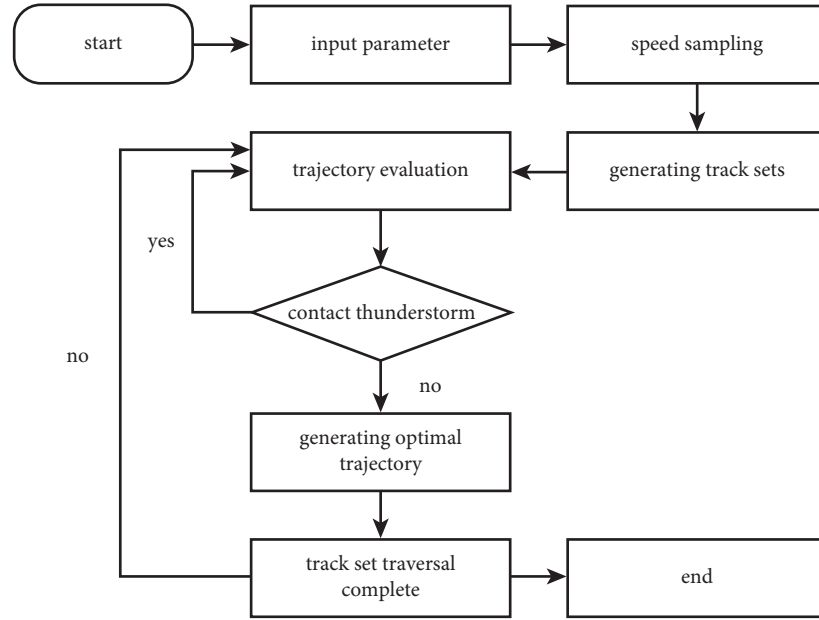 start
input parameter
speed sampling
trajectory evaluation
generating track sets
yes
contact thunderstorm
no
no
generating optimal
trajectory
track set traversal
complete
end